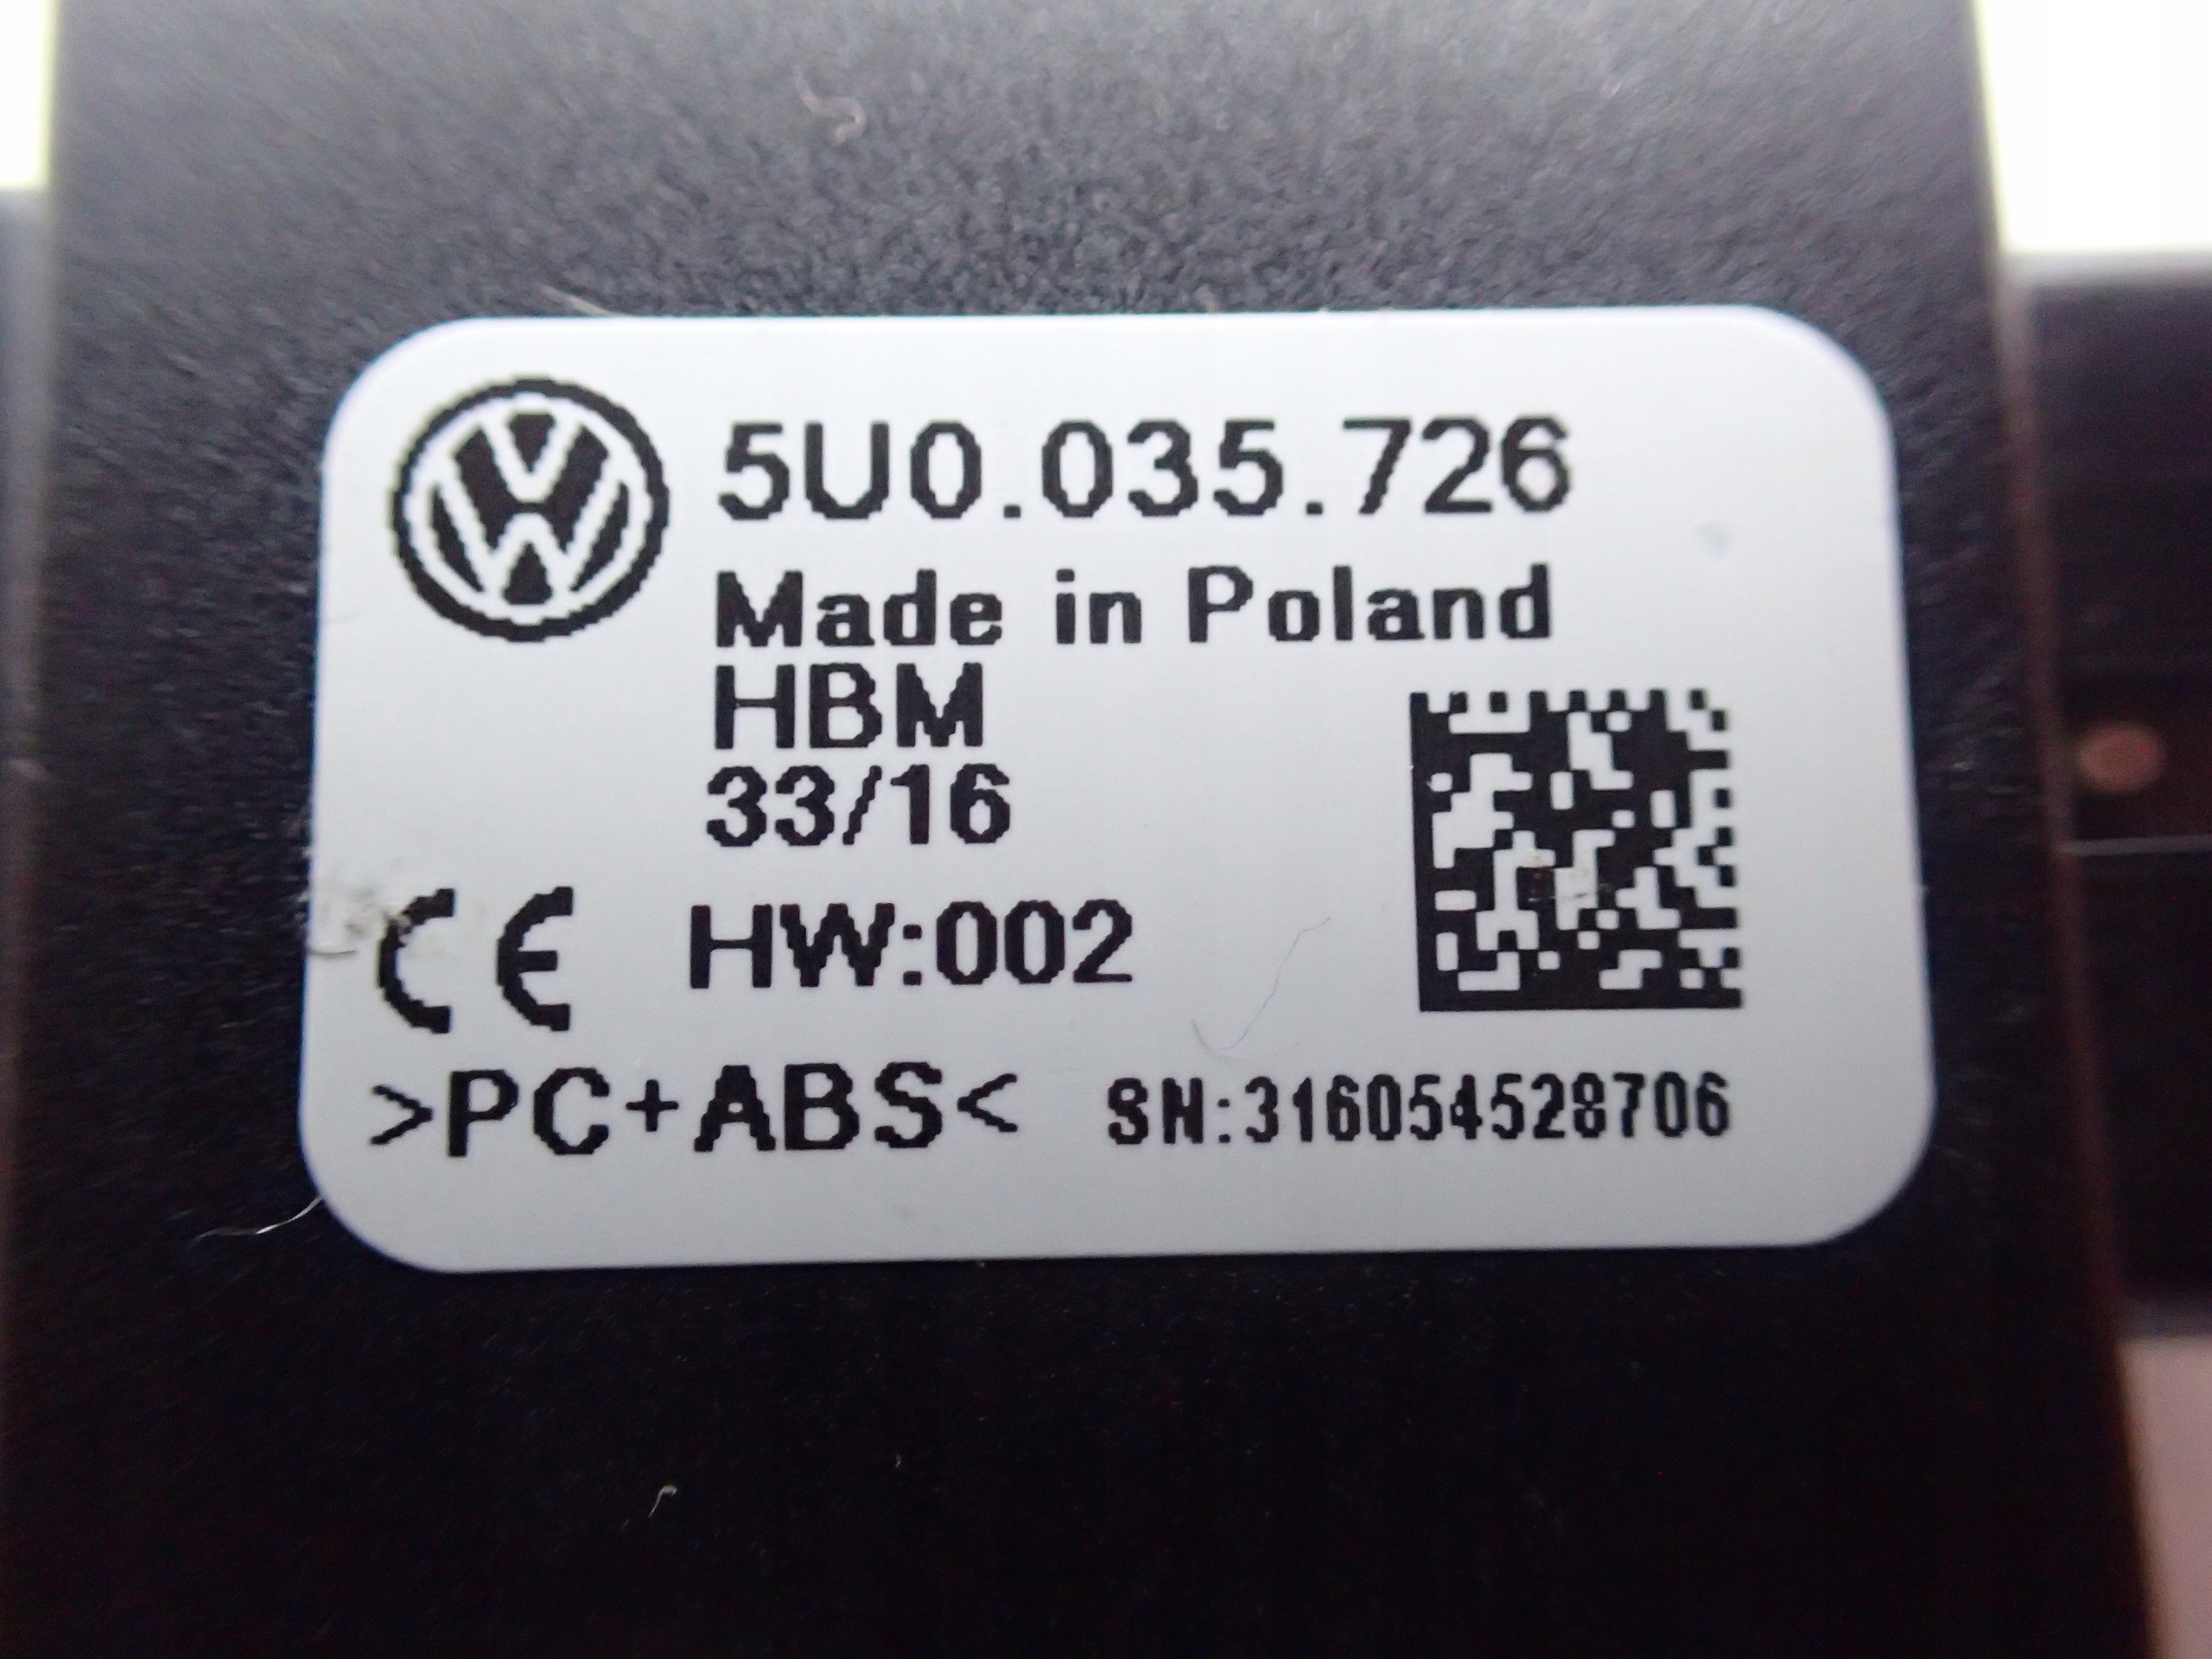 5U0.035.726
Made in Poland
HBM
33/16
CE HW:002
>PC+ABS< SN:316054528706